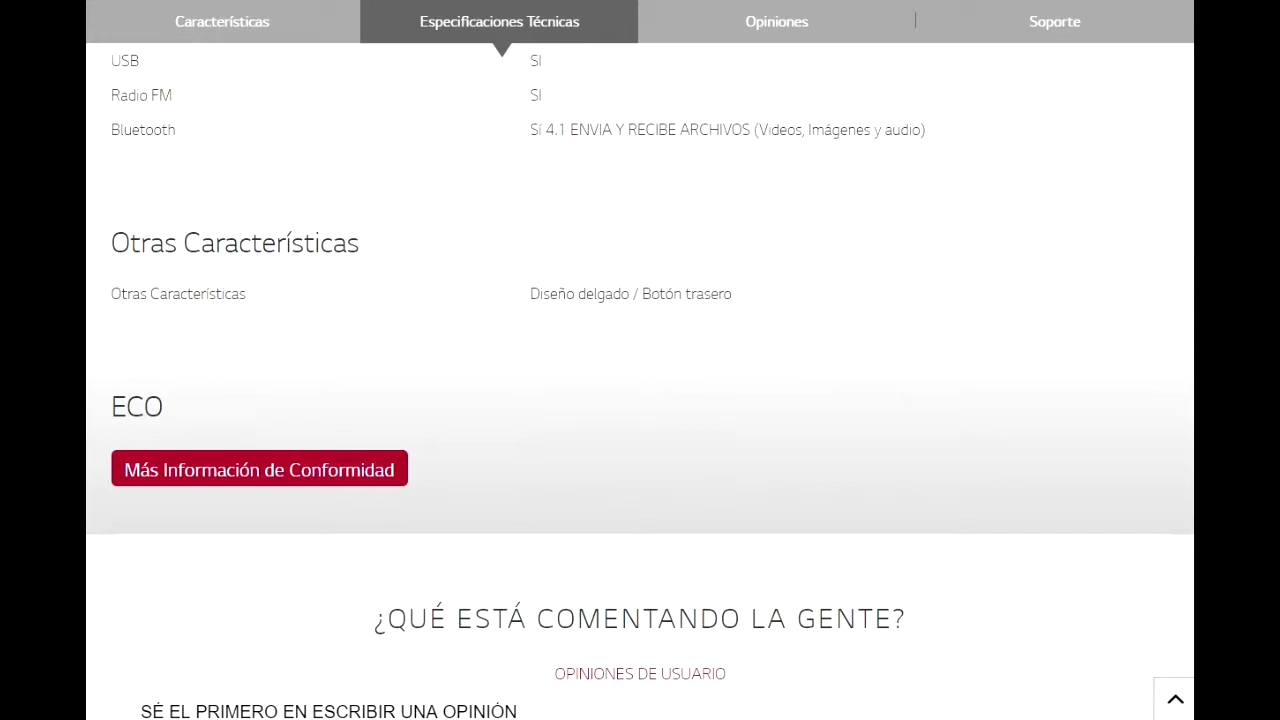 Características Especificaciones Técnicas Opiniones Soporte
USB SI
Radio FM SI
Bluetooth Sí 4.1 ENVIA Y RECIBE ARCHIVOS (Videos, Imágenes y audio)
Otras Características
Otras Características Diseño delgado / Botón trasero
ECO
Más Información de Conformidad
¿QUÉ ESTÁ COMENTANDO LA GENTE?
OPINIONES DE USUARIO
SÉ EL PRIMERO EN ESCRIBIR UNA OPINIÓN